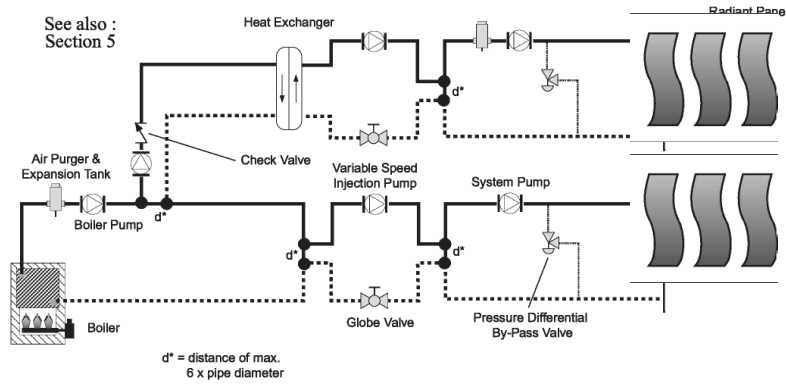 See also :
Section 5
Heat Exchanger
Radiant Pane
d*
Check Valve
Air Purger &
Expansion Tank
Variable Speed
Injection Pump
System Pump
Boiler Pump
d*
d*
d*
Globe Valve
Pressure Differential
By-Pass Valve
Boiler
d* = distance of max.
6 x pipe diameter